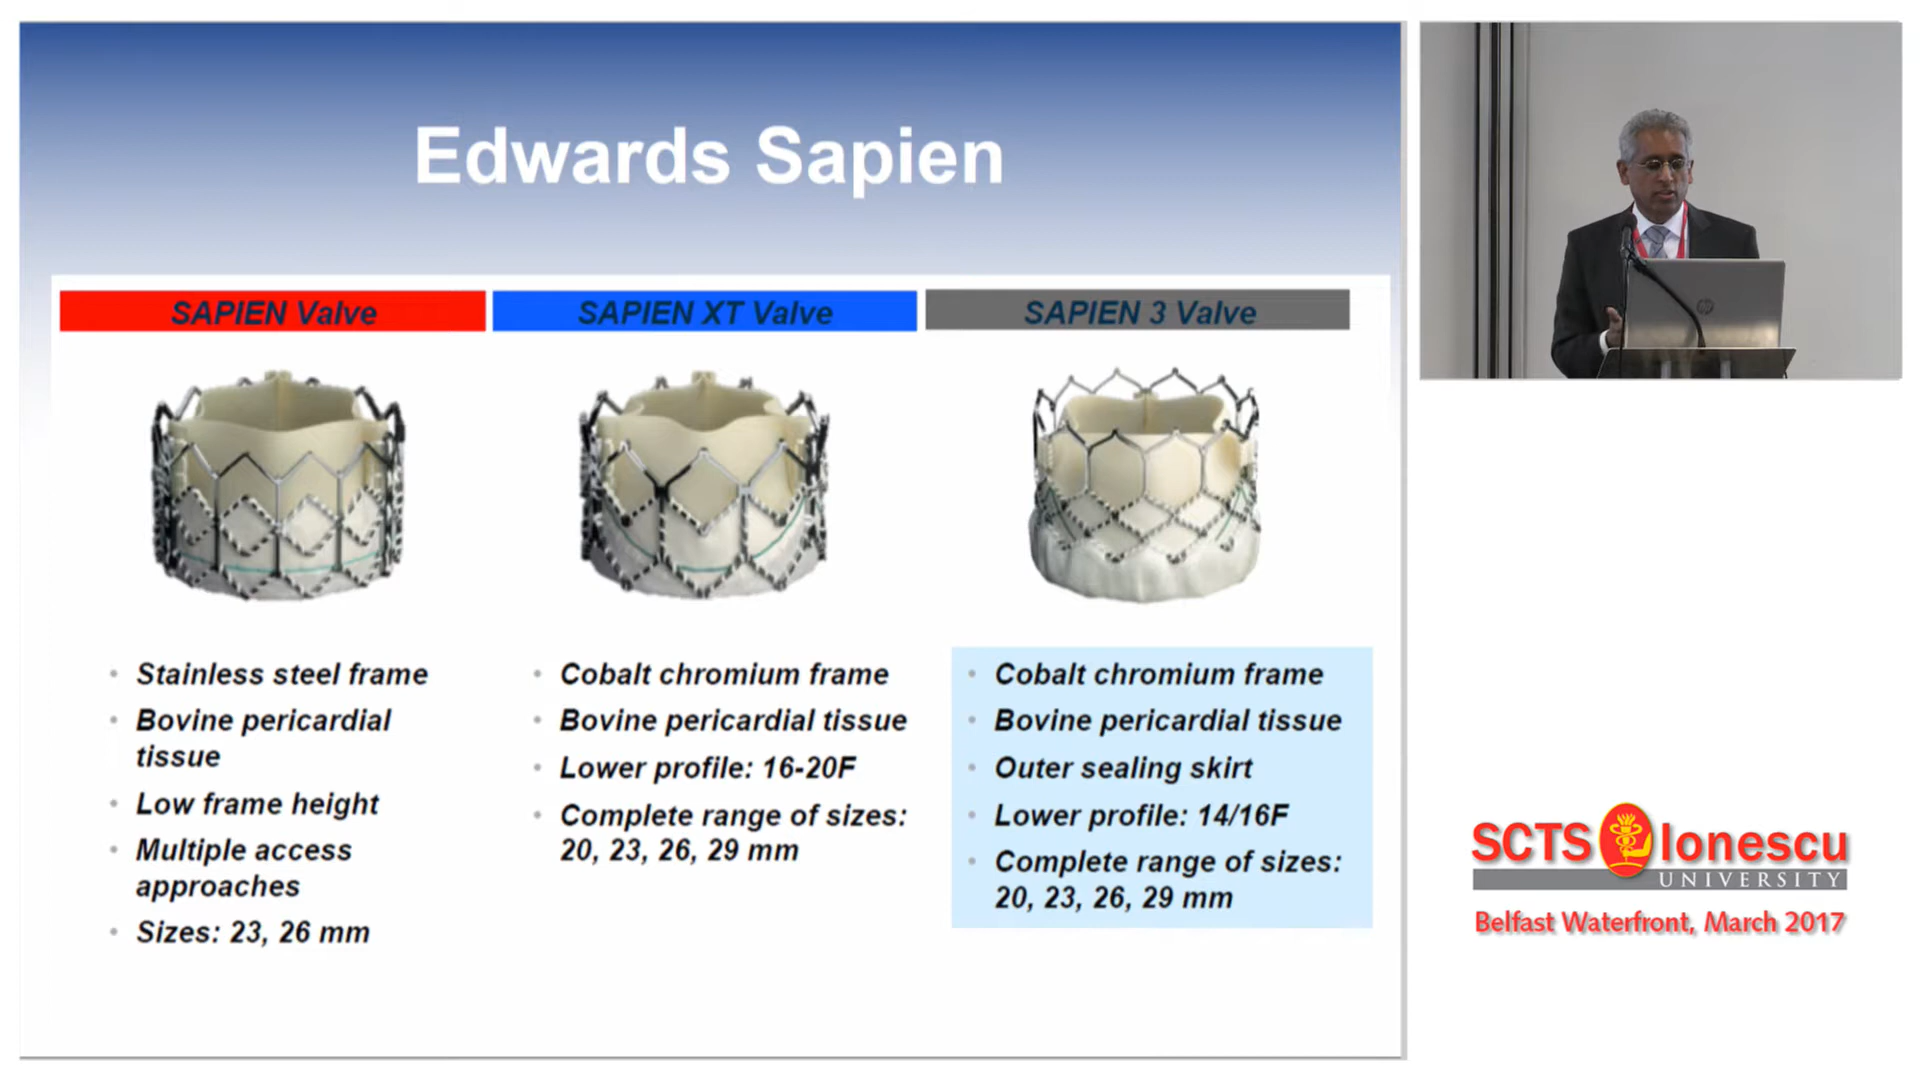 Edwards Sapien
SAPIEN Valve
SAPIEN XT Valve
SAPIEN 3 Valve
• Stainless steel frame
• Bovine pericardial
tissue
• Low frame height
• Multiple access
approaches
• Sizes: 23, 26 mm
• Cobalt chromium frame
• Bovine pericardial tissue
• Lower profile: 16-20F
• Complete range of sizes:
20, 23, 26, 29 mm
• Cobalt chromium frame
• Bovine pericardial tissue
• Outer sealing skirt
• Lower profile: 14/16F
• Complete range of sizes:
20, 23, 26, 29 mm
hp
SCTS Ionescu
UNIVERSITY
Belfast Waterfront, March 2017